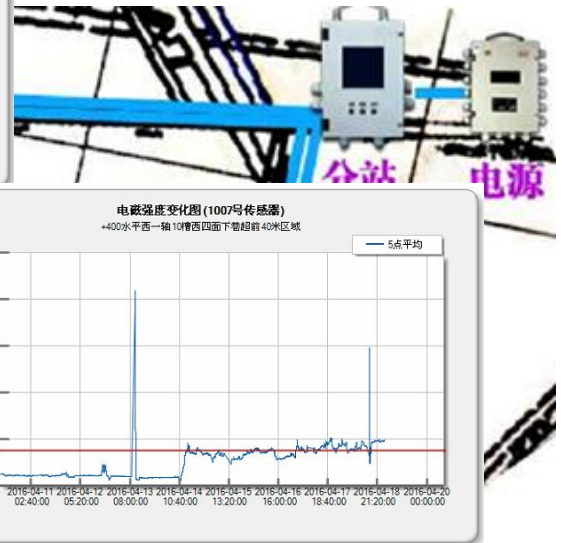 分站
电源
电磁强度变化图(1007号传感器)
+400水平西一轴10槽西四面下巷超前40米区域
5点平均
2016-04-11 2016-04-12 2016-04-13 2016-04-14 2016-04-15 2016-04-16 2016-04-17 2016-04-18 2016-04-20
02:40:00 05:20:00 08:00:00 10:40:00 13:20:00 16:00:00 18:40:00 21:20:00 00:00:00